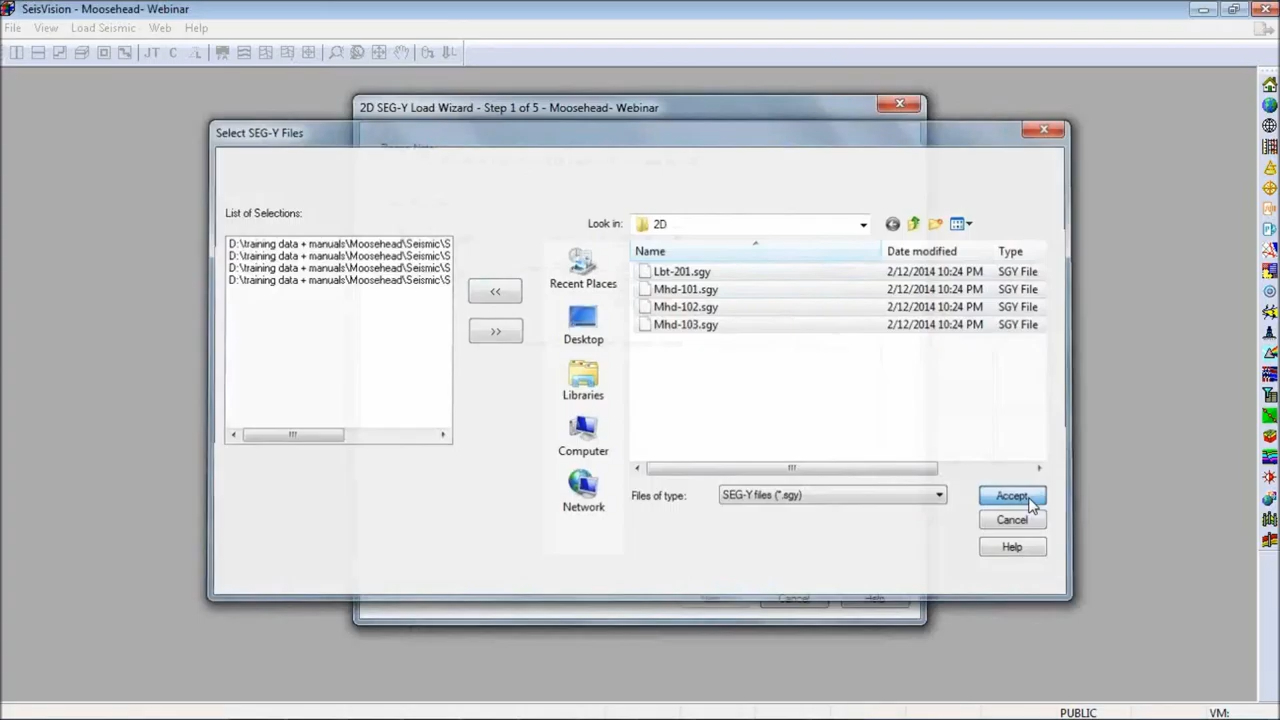 SeisVision - Moosehead- Webinar
File View Load Seismic Web Help
JT C
2D SEG-Y Load Wizard - Step 1 of 5 - Moosehead- Webinar
Select SEG-Y Files
List of Selections:
Look in: 2D
D:\training data + manuals\Moosehead\Seismic\S
D:\training data + manuals\Moosehead\Seismic\S
D:\training data + manuals\Moosehead\Seismic\S
D:\training data + manuals\Moosehead\Seismic\S
<<
>>
Recent Places
Desktop
Libraries
Computer
Network
Name Date modified Type
Lbt-201.sgy 2/12/2014 10:24 PM SGY File
Mhd-101.sgy 2/12/2014 10:24 PM SGY File
Mhd-102.sgy 2/12/2014 10:24 PM SGY File
Mhd-103.sgy 2/12/2014 10:24 PM SGY File
Files of type: SEG-Y files (*.sgy)
Accept
Cancel
Help
Cancel Help
PUBLIC VM: